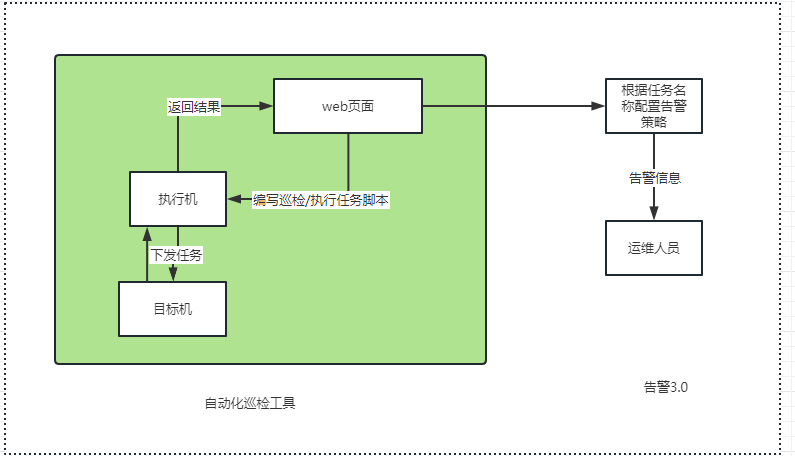 返回结果
web页面
根据任务名
称配置告警
策略
执行机
编写巡检/执行任务脚本
告警信息
下发任务
运维人员
目标机
自动化巡检工具
告警3.0